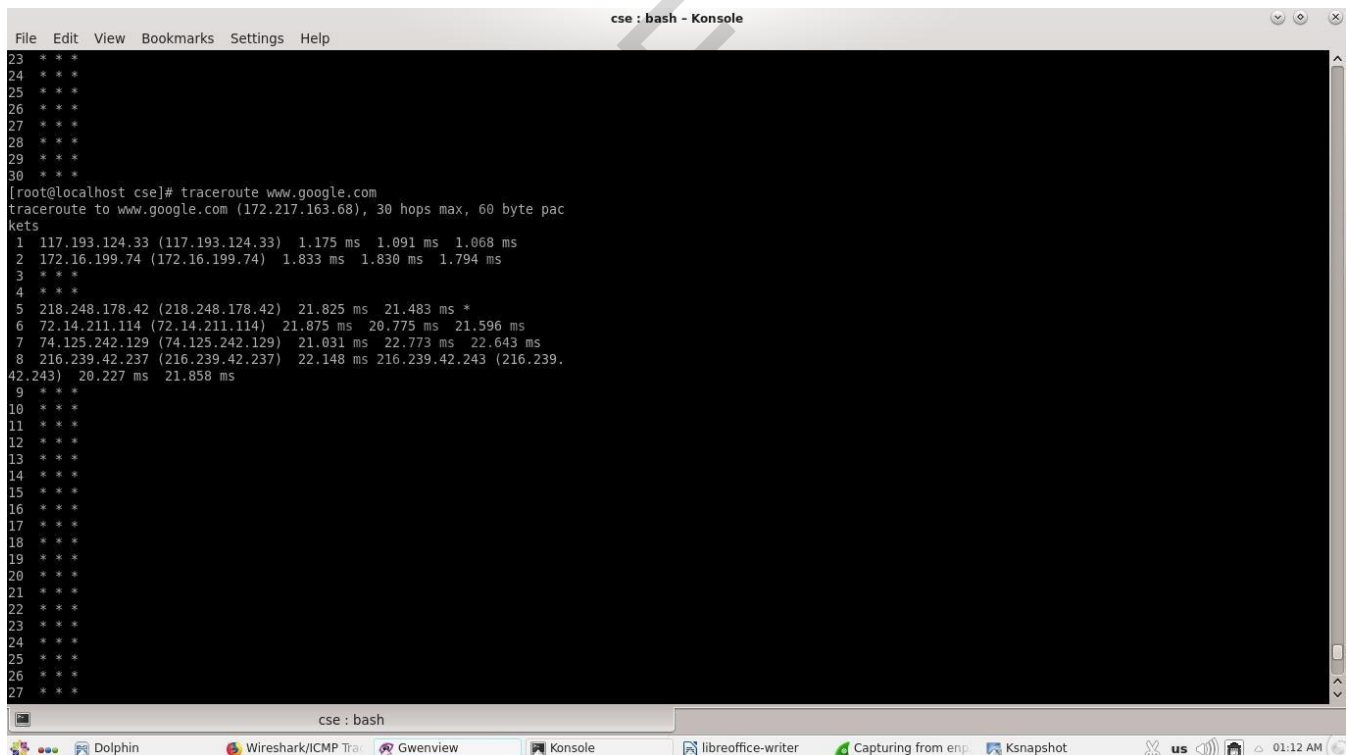 cse : bash – Konsole
File Edit View Bookmarks Settings Help
23 * * *
24 * * *
25 * * *
26 * * *
27 * * *
28 * * *
29 * * *
30 * * *
[root@localhost cse]# traceroute www.google.com
traceroute to www.google.com (172.217.163.68), 30 hops max, 60 byte pac
kets
1 117.193.124.33 (117.193.124.33) 1.175 ms 1.091 ms 1.068 ms
2 172.16.199.74 (172.16.199.74) 1.833 ms 1.830 ms 1.794 ms
3 * * *
4 * * *
5 218.248.178.42 (218.248.178.42) 21.825 ms 21.483 ms *
6 72.14.211.114 (72.14.211.114) 21.875 ms 20.775 ms 21.596 ms
7 74.125.242.129 (74.125.242.129) 21.031 ms 22.773 ms 22.643 ms
8 216.239.42.237 (216.239.42.237) 22.148 ms 216.239.42.243 (216.239.
42.243) 20.227 ms 21.858 ms
9 * * *
10 * * *
11 * * *
12 * * *
13 * * *
14 * * *
15 * * *
16 * * *
17 * * *
18 * * *
19 * * *
20 * * *
21 * * *
22 * * *
23 * * *
24 * * *
25 * * *
26 * * *
27 * * *
cse : bash
Dolphin Wireshark/ICMP Tra Gwenview Konsole libreoffice-writer Capturing from enp Ksnapshot us 01:12 AM